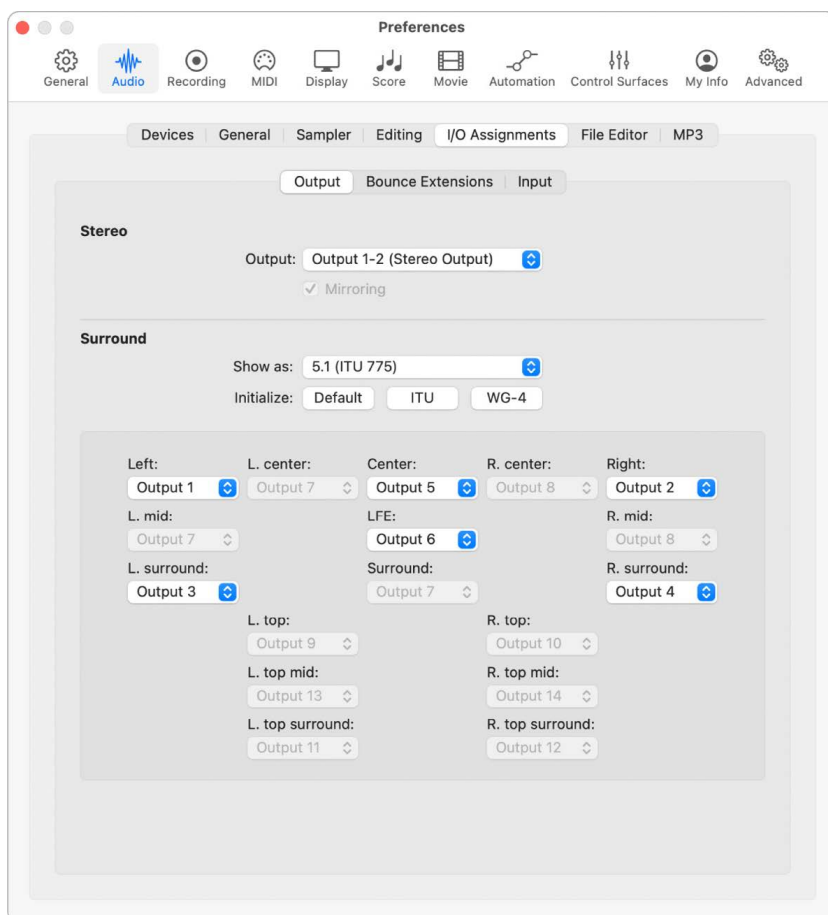 Preferences
General Audio Recording MIDI Display Score Movie Automation Control Surfaces My Info Advanced
Devices General Sampler Editing I/O Assignments File Editor MP3
Output Bounce Extensions Input
Stereo
Output: Output 1-2 (Stereo Output)
Mirroring
Surround
Show as: 5.1 (ITU 775)
Initialize: Default ITU WG-4
Left: L. center: Center: R. center: Right:
Output 1 Output 7 Output 5 Output 8 Output 2
L. mid: LFE: R. mid:
Output 7 Output 6 Output 8
L. surround: Surround: R. surround:
Output 3 Output 7 Output 4
L. top: R. top:
Output 9 Output 10
L. top mid: R. top mid:
Output 13 Output 14
L. top surround: R. top surround:
Output 11 Output 12